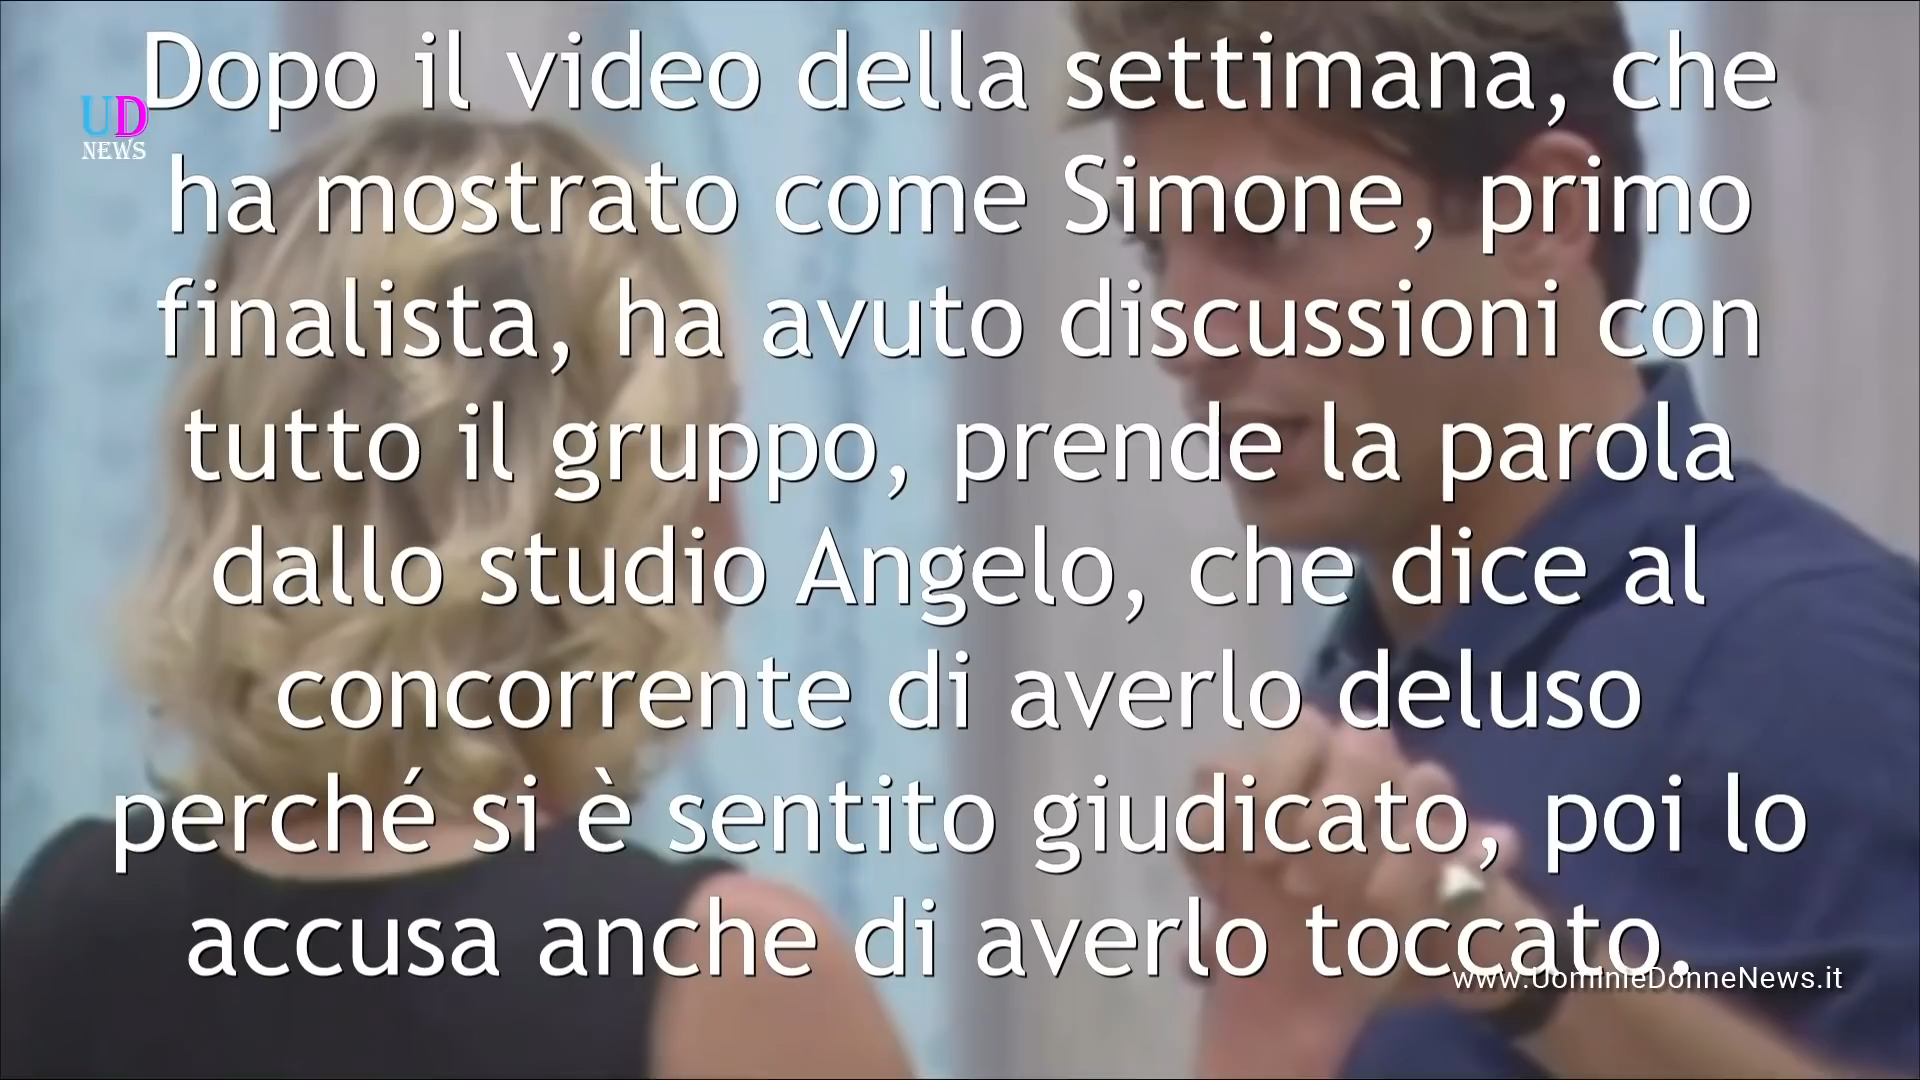 Dopo il video della settimana, che
UD
NEWS
ha mostrato come Simone, primo
finalista, ha avuto discussioni con
tutto il gruppo, prende la parola
dallo studio Angelo, che dice al
concorrente di averlo deluso
perché si è sentito giudicato, poi lo
accusa anche di averlo toccato.
www.UominieDonneNews.it